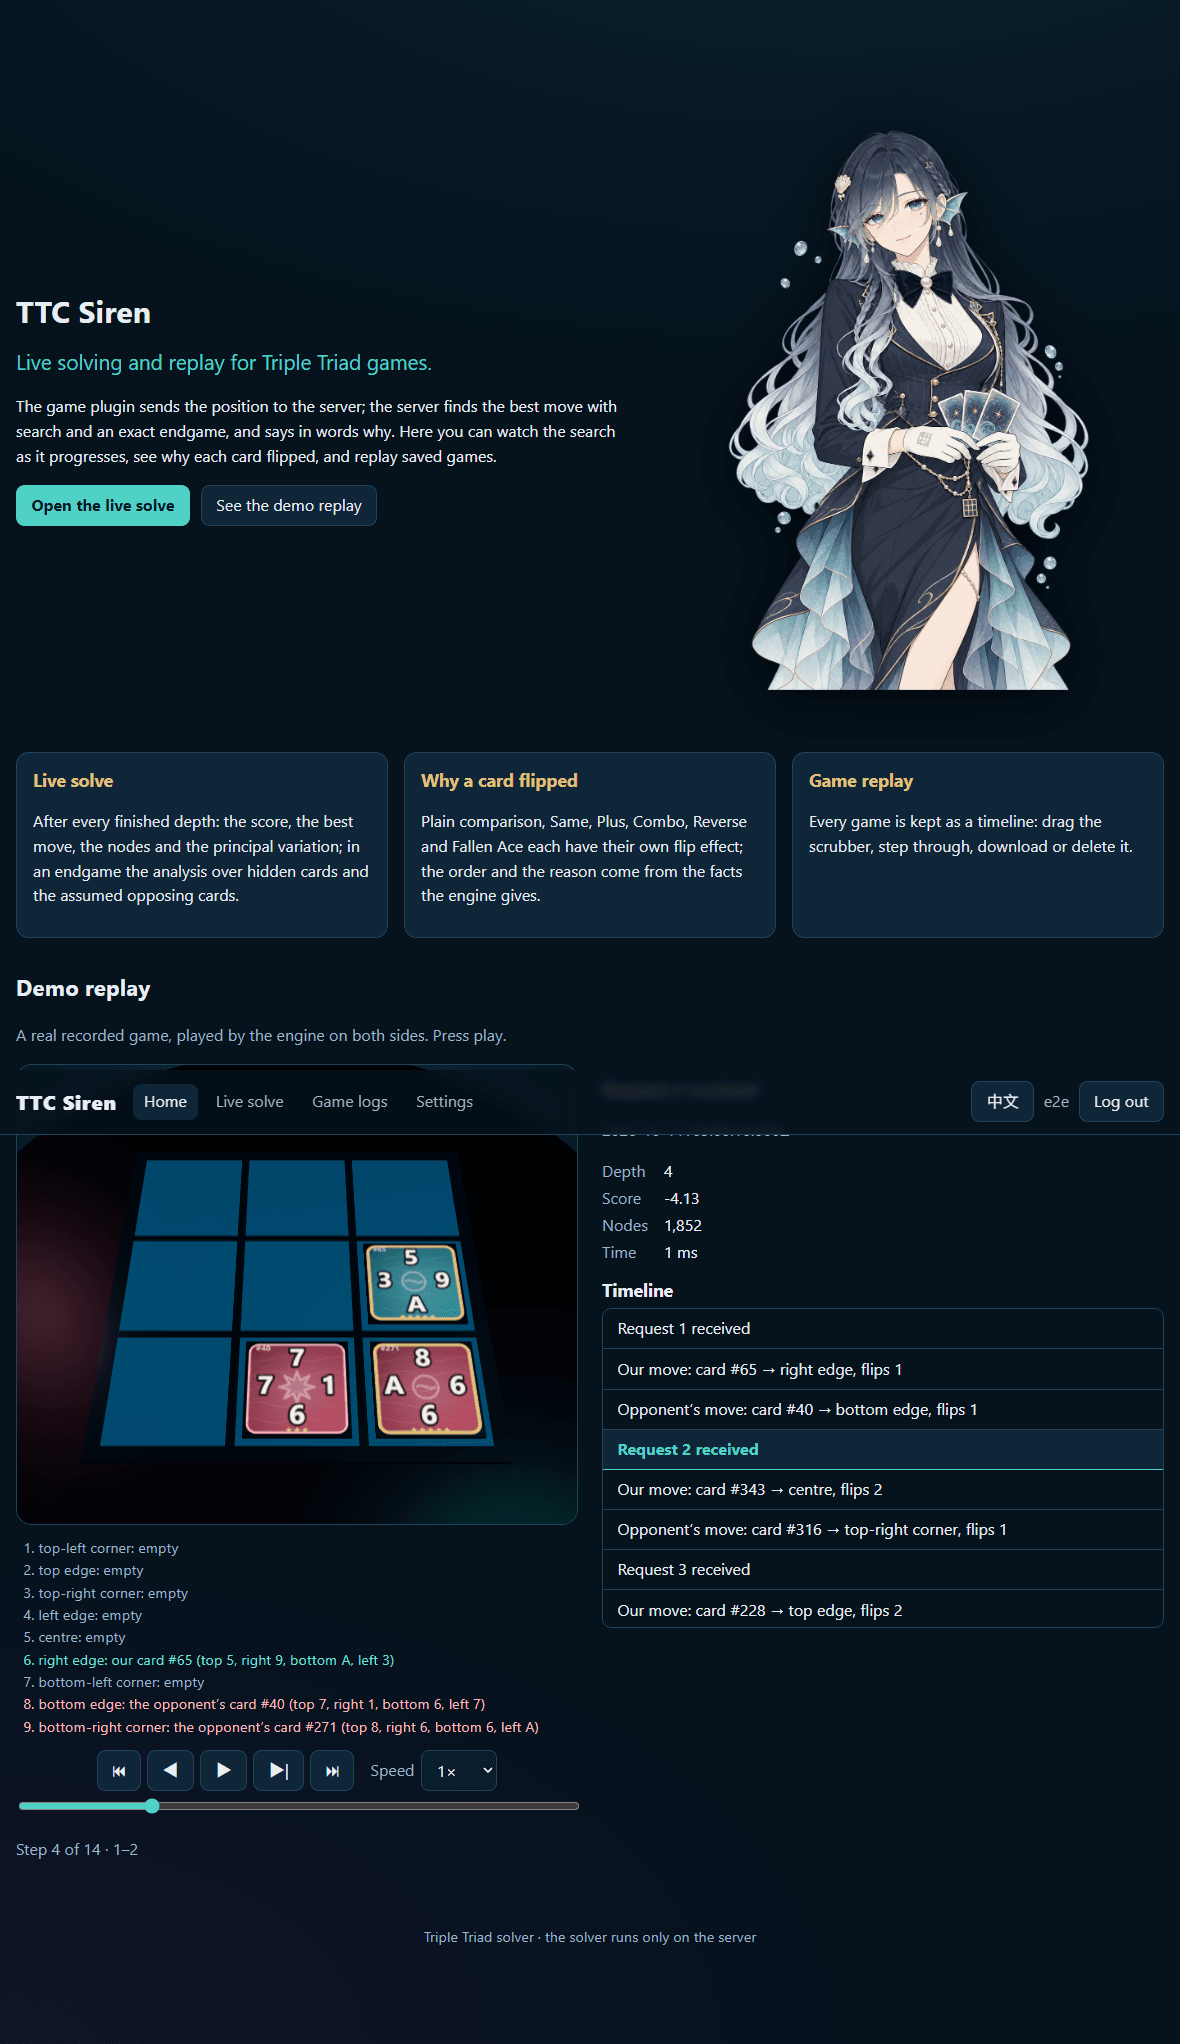 TTC Siren
Live solving and replay for Triple Triad games.
The game plugin sends the position to the server; the server finds the best move with
search and an exact endgame, and says in words why. Here you can watch the search
as it progresses, see why each card flipped, and replay saved games.
Open the live solve
See the demo replay
Live solve
After every finished depth: the score, the best
move, the nodes and the principal variation; in
an endgame the analysis over hidden cards and
the assumed opposing cards.
Why a card flipped
Plain comparison, Same, Plus, Combo, Reverse
and Fallen Ace each have their own flip effect;
the order and the reason come from the facts
the engine gives.
Game replay
Every game is kept as a timeline: drag the
scrubber, step through, download or delete it.
Demo replay
A real recorded game, played by the engine on both sides. Press play.
TTC Siren
Home
Live solve
Game logs
Settings
中文
e2e
Log out
#65
5
3 9
A
#40
7
7 1
6
#271
8
A 6
6
Depth 4
Score -4.13
Nodes 1,852
Time 1 ms
Timeline
Request 1 received
Our move: card #65 → right edge, flips 1
Opponent’s move: card #40 → bottom edge, flips 1
Request 2 received
Our move: card #343 → centre, flips 2
Opponent’s move: card #316 → top-right corner, flips 1
Request 3 received
Our move: card #228 → top edge, flips 2
1. top-left corner: empty
2. top edge: empty
3. top-right corner: empty
4. left edge: empty
5. centre: empty
6. right edge: our card #65 (top 5, right 9, bottom A, left 3)
7. bottom-left corner: empty
8. bottom edge: the opponent’s card #40 (top 7, right 1, bottom 6, left 7)
9. bottom-right corner: the opponent’s card #271 (top 8, right 6, bottom 6, left A)
Speed 1×
Step 4 of 14 · 1–2
Triple Triad solver · the solver runs only on the server